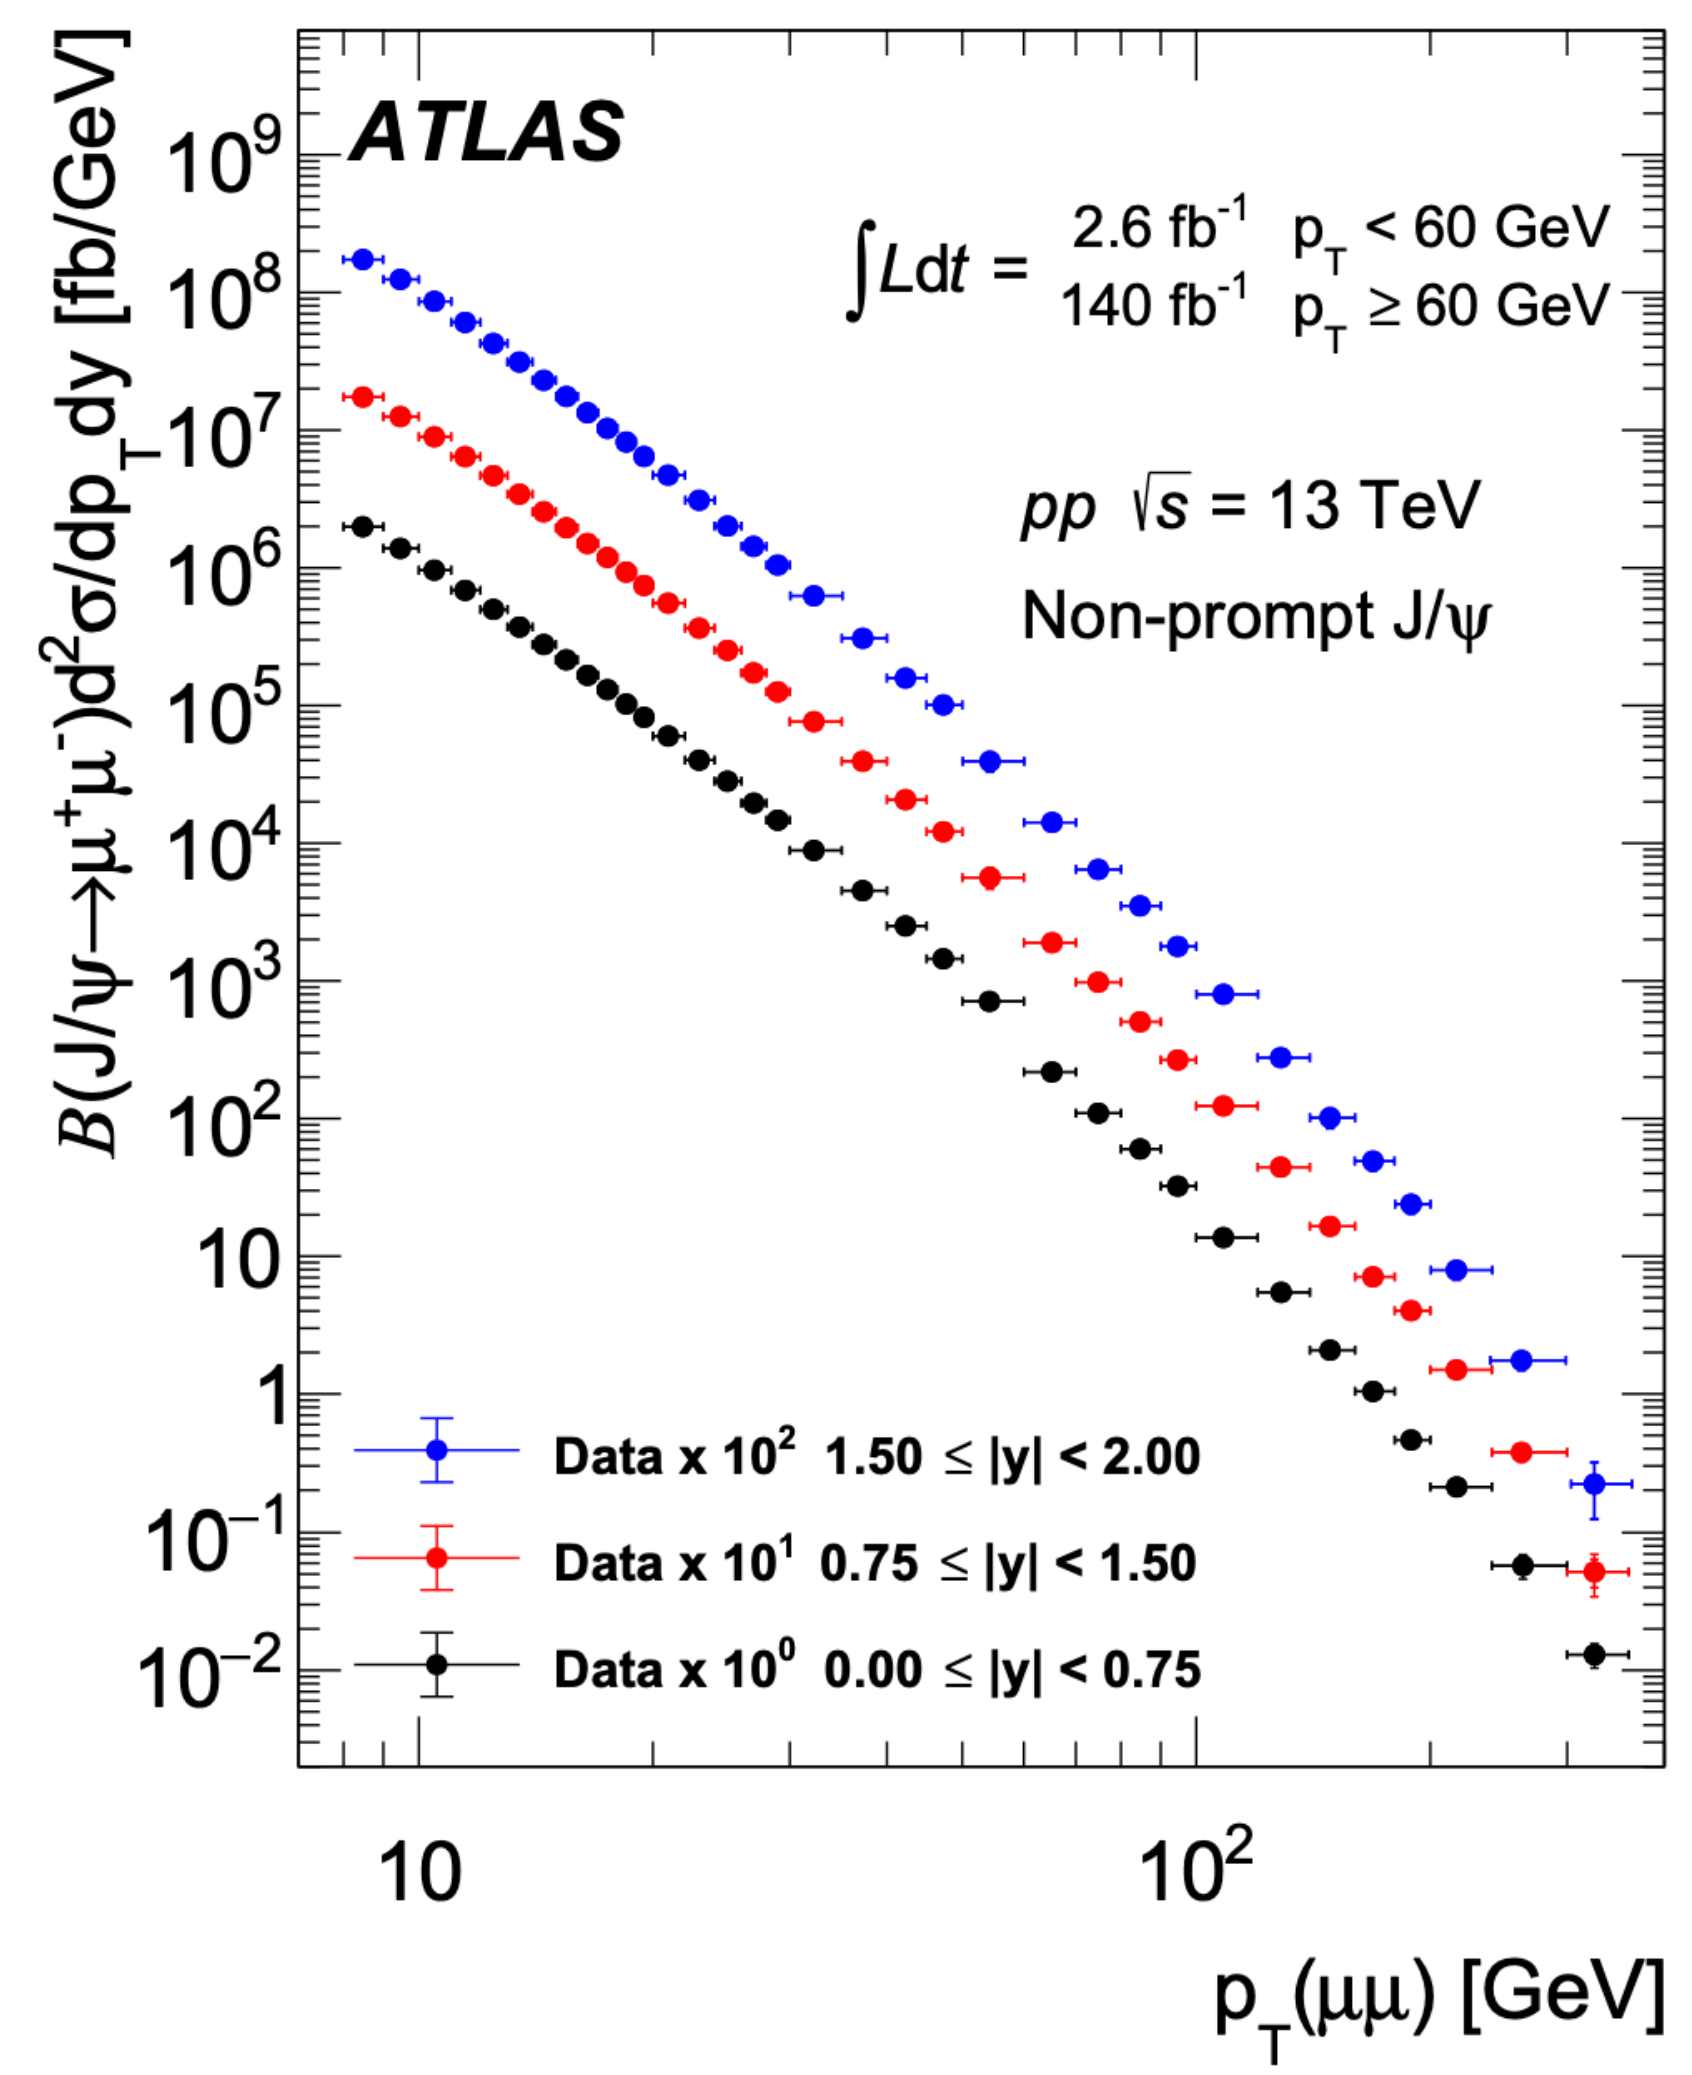 B(J/ψ→μ⁺μ⁻)d²σ/dp_T dy [fb/GeV]
10⁹
10⁸
10⁷
10⁶
10⁵
10⁴
10³
10²
10
1
10⁻¹
10⁻²
ATLAS
∫Ldt =
2.6 fb⁻¹ p_T < 60 GeV
140 fb⁻¹ p_T ≥ 60 GeV
pp √s = 13 TeV
Non-prompt J/ψ
Data x 10² 1.50 ≤ |y| < 2.00
Data x 10¹ 0.75 ≤ |y| < 1.50
Data x 10⁰ 0.00 ≤ |y| < 0.75
10
10²
p_T(μμ) [GeV]